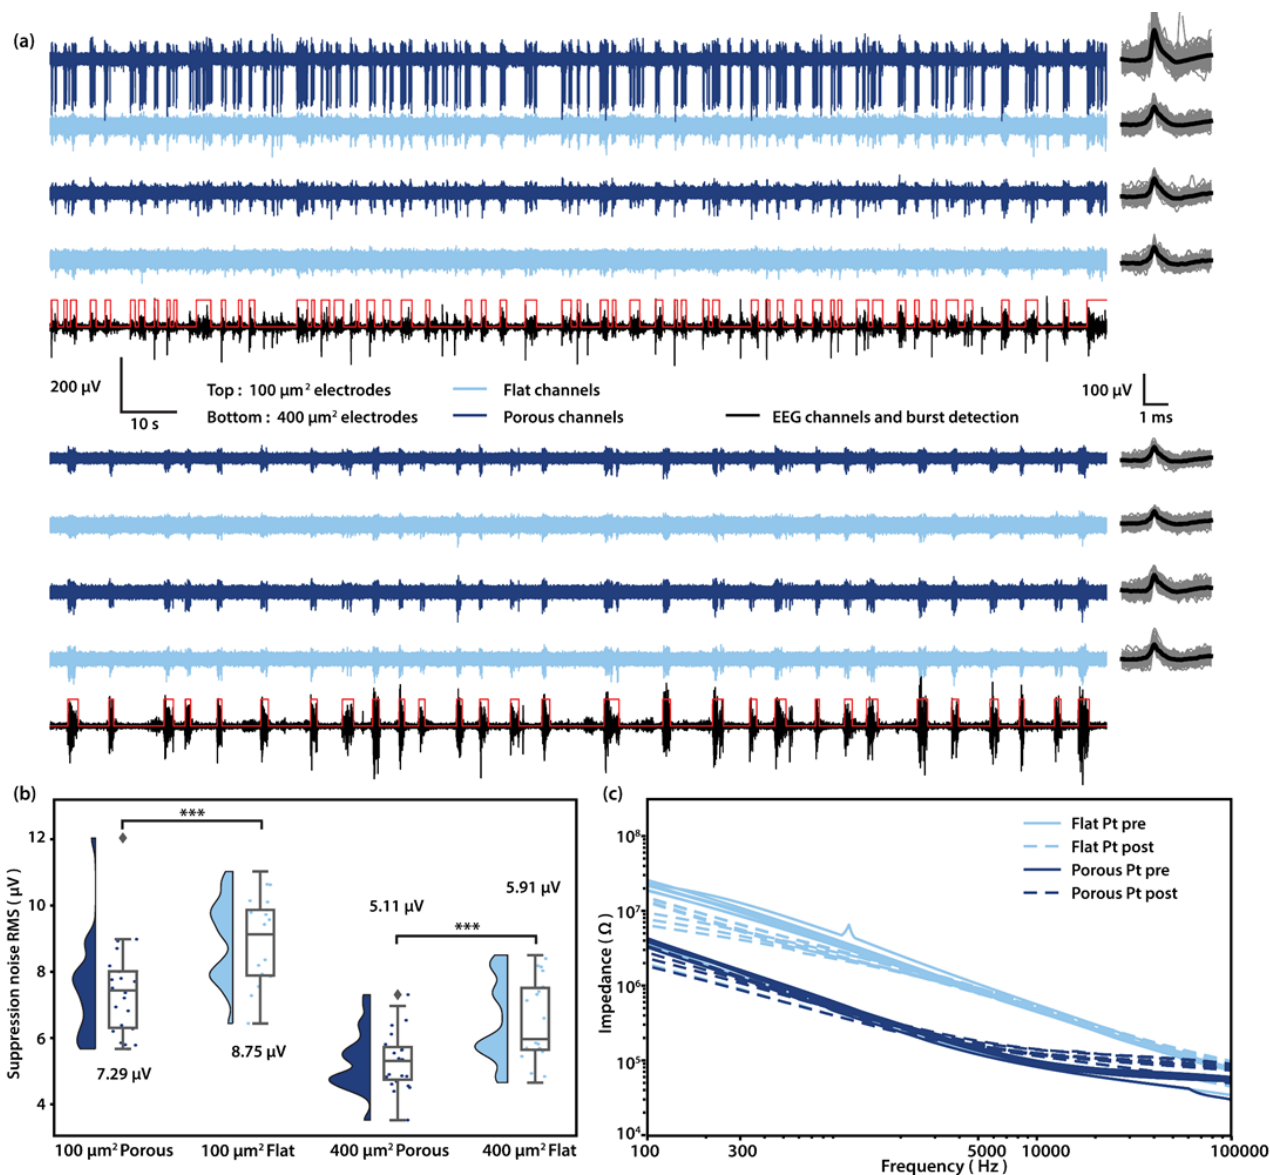 (a)
200 µV
10 s
Top : 100 µm² electrodes
Bottom : 400 µm² electrodes
Flat channels
Porous channels
EEG channels and burst detection
100 µV
1 ms
(b)
Suppression noise RMS ( µV )
12
10
8
6
4
***
***
7.29 µV
8.75 µV
5.11 µV
5.91 µV
100 µm² Porous
100 µm² Flat
400 µm² Porous
400 µm² Flat
(c)
Impedance ( Ω )
10⁸
10⁷
10⁶
10⁵
10⁴
Flat Pt pre
Flat Pt post
Porous Pt pre
Porous Pt post
100
300
5000
10000
100000
Frequency ( Hz )